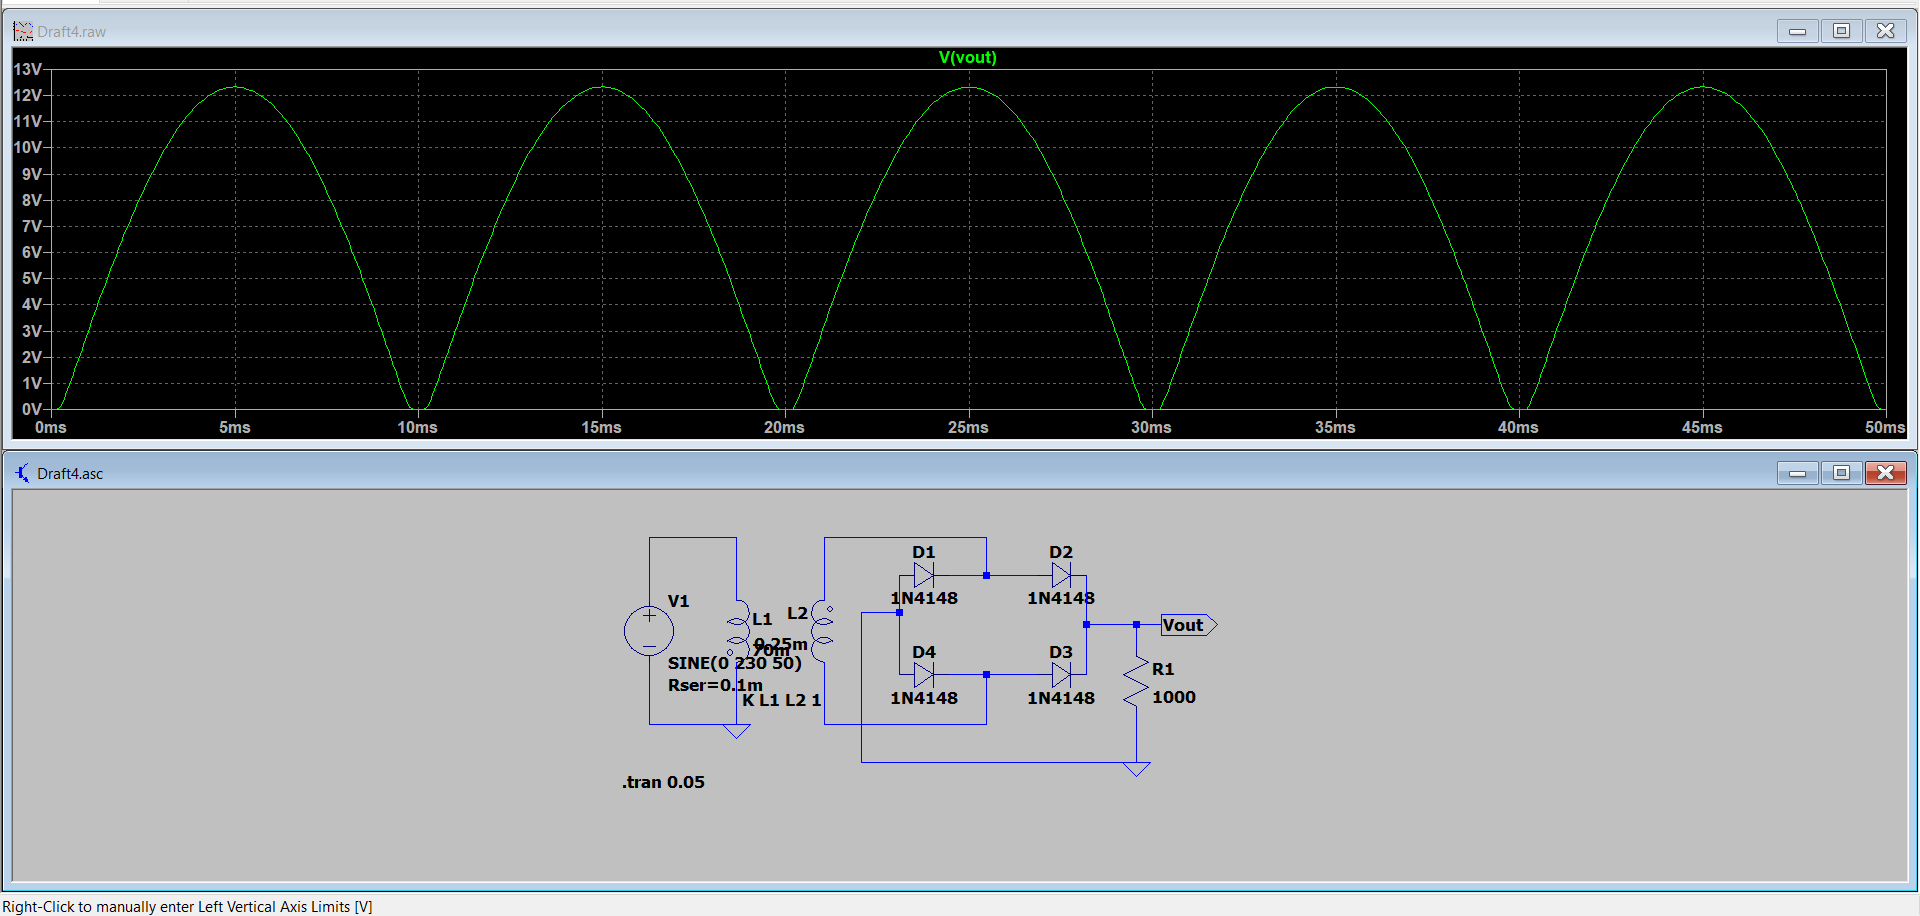 Draft4.raw
V(vout)
13V
12V
11V
10V
9V
8V
7V
6V
5V
4V
3V
2V
1V
0V
0ms 5ms 10ms 15ms 20ms 25ms 30ms 35ms 40ms 45ms 50ms
Draft4.asc
D1 D2
1N4148 1N4148
V1
L1 L2
0.25m
70m
SINE(0 230 50)
Rser=0.1m
K L1 L2 1
Vout
D4 D3
1N4148 1N4148
R1
1000
.tran 0.05
Right-Click to manually enter Left Vertical Axis Limits [V]